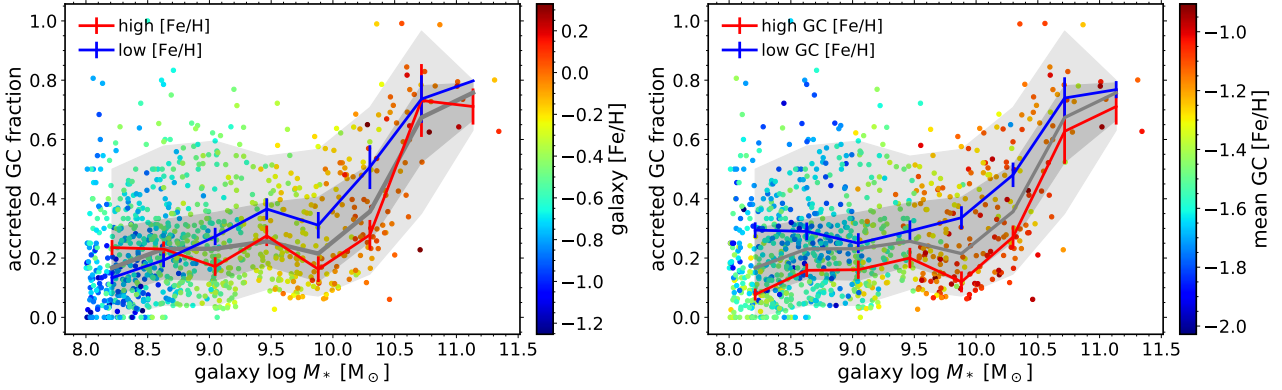 high [Fe/H]
low [Fe/H]
accreted GC fraction
1.0
0.8
0.6
0.4
0.2
0.0
8.0 8.5 9.0 9.5 10.0 10.5 11.0 11.5
galaxy log M* [M⊙]
0.2
0.0
−0.2
−0.4
−0.6
−0.8
−1.0
−1.2
galaxy [Fe/H]
high GC [Fe/H]
low GC [Fe/H]
accreted GC fraction
1.0
0.8
0.6
0.4
0.2
0.0
8.0 8.5 9.0 9.5 10.0 10.5 11.0 11.5
galaxy log M* [M⊙]
−1.0
−1.2
−1.4
−1.6
−1.8
−2.0
mean GC [Fe/H]